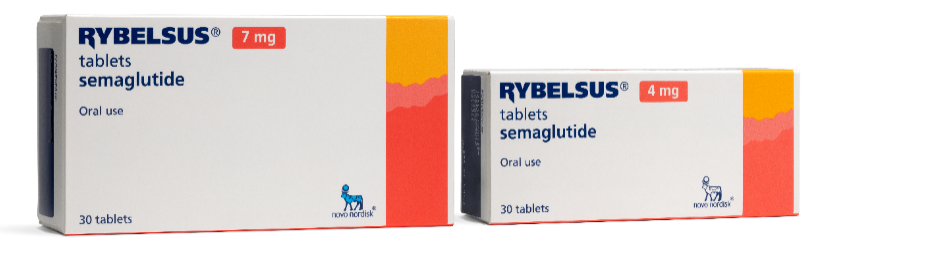 RYBELSUS® 7 mg
tablets
semaglutide
Oral use
30 tablets
novo nordisk®
RYBELSUS® 4 mg
tablets
semaglutide
Oral use
30 tablets
novo nordisk®